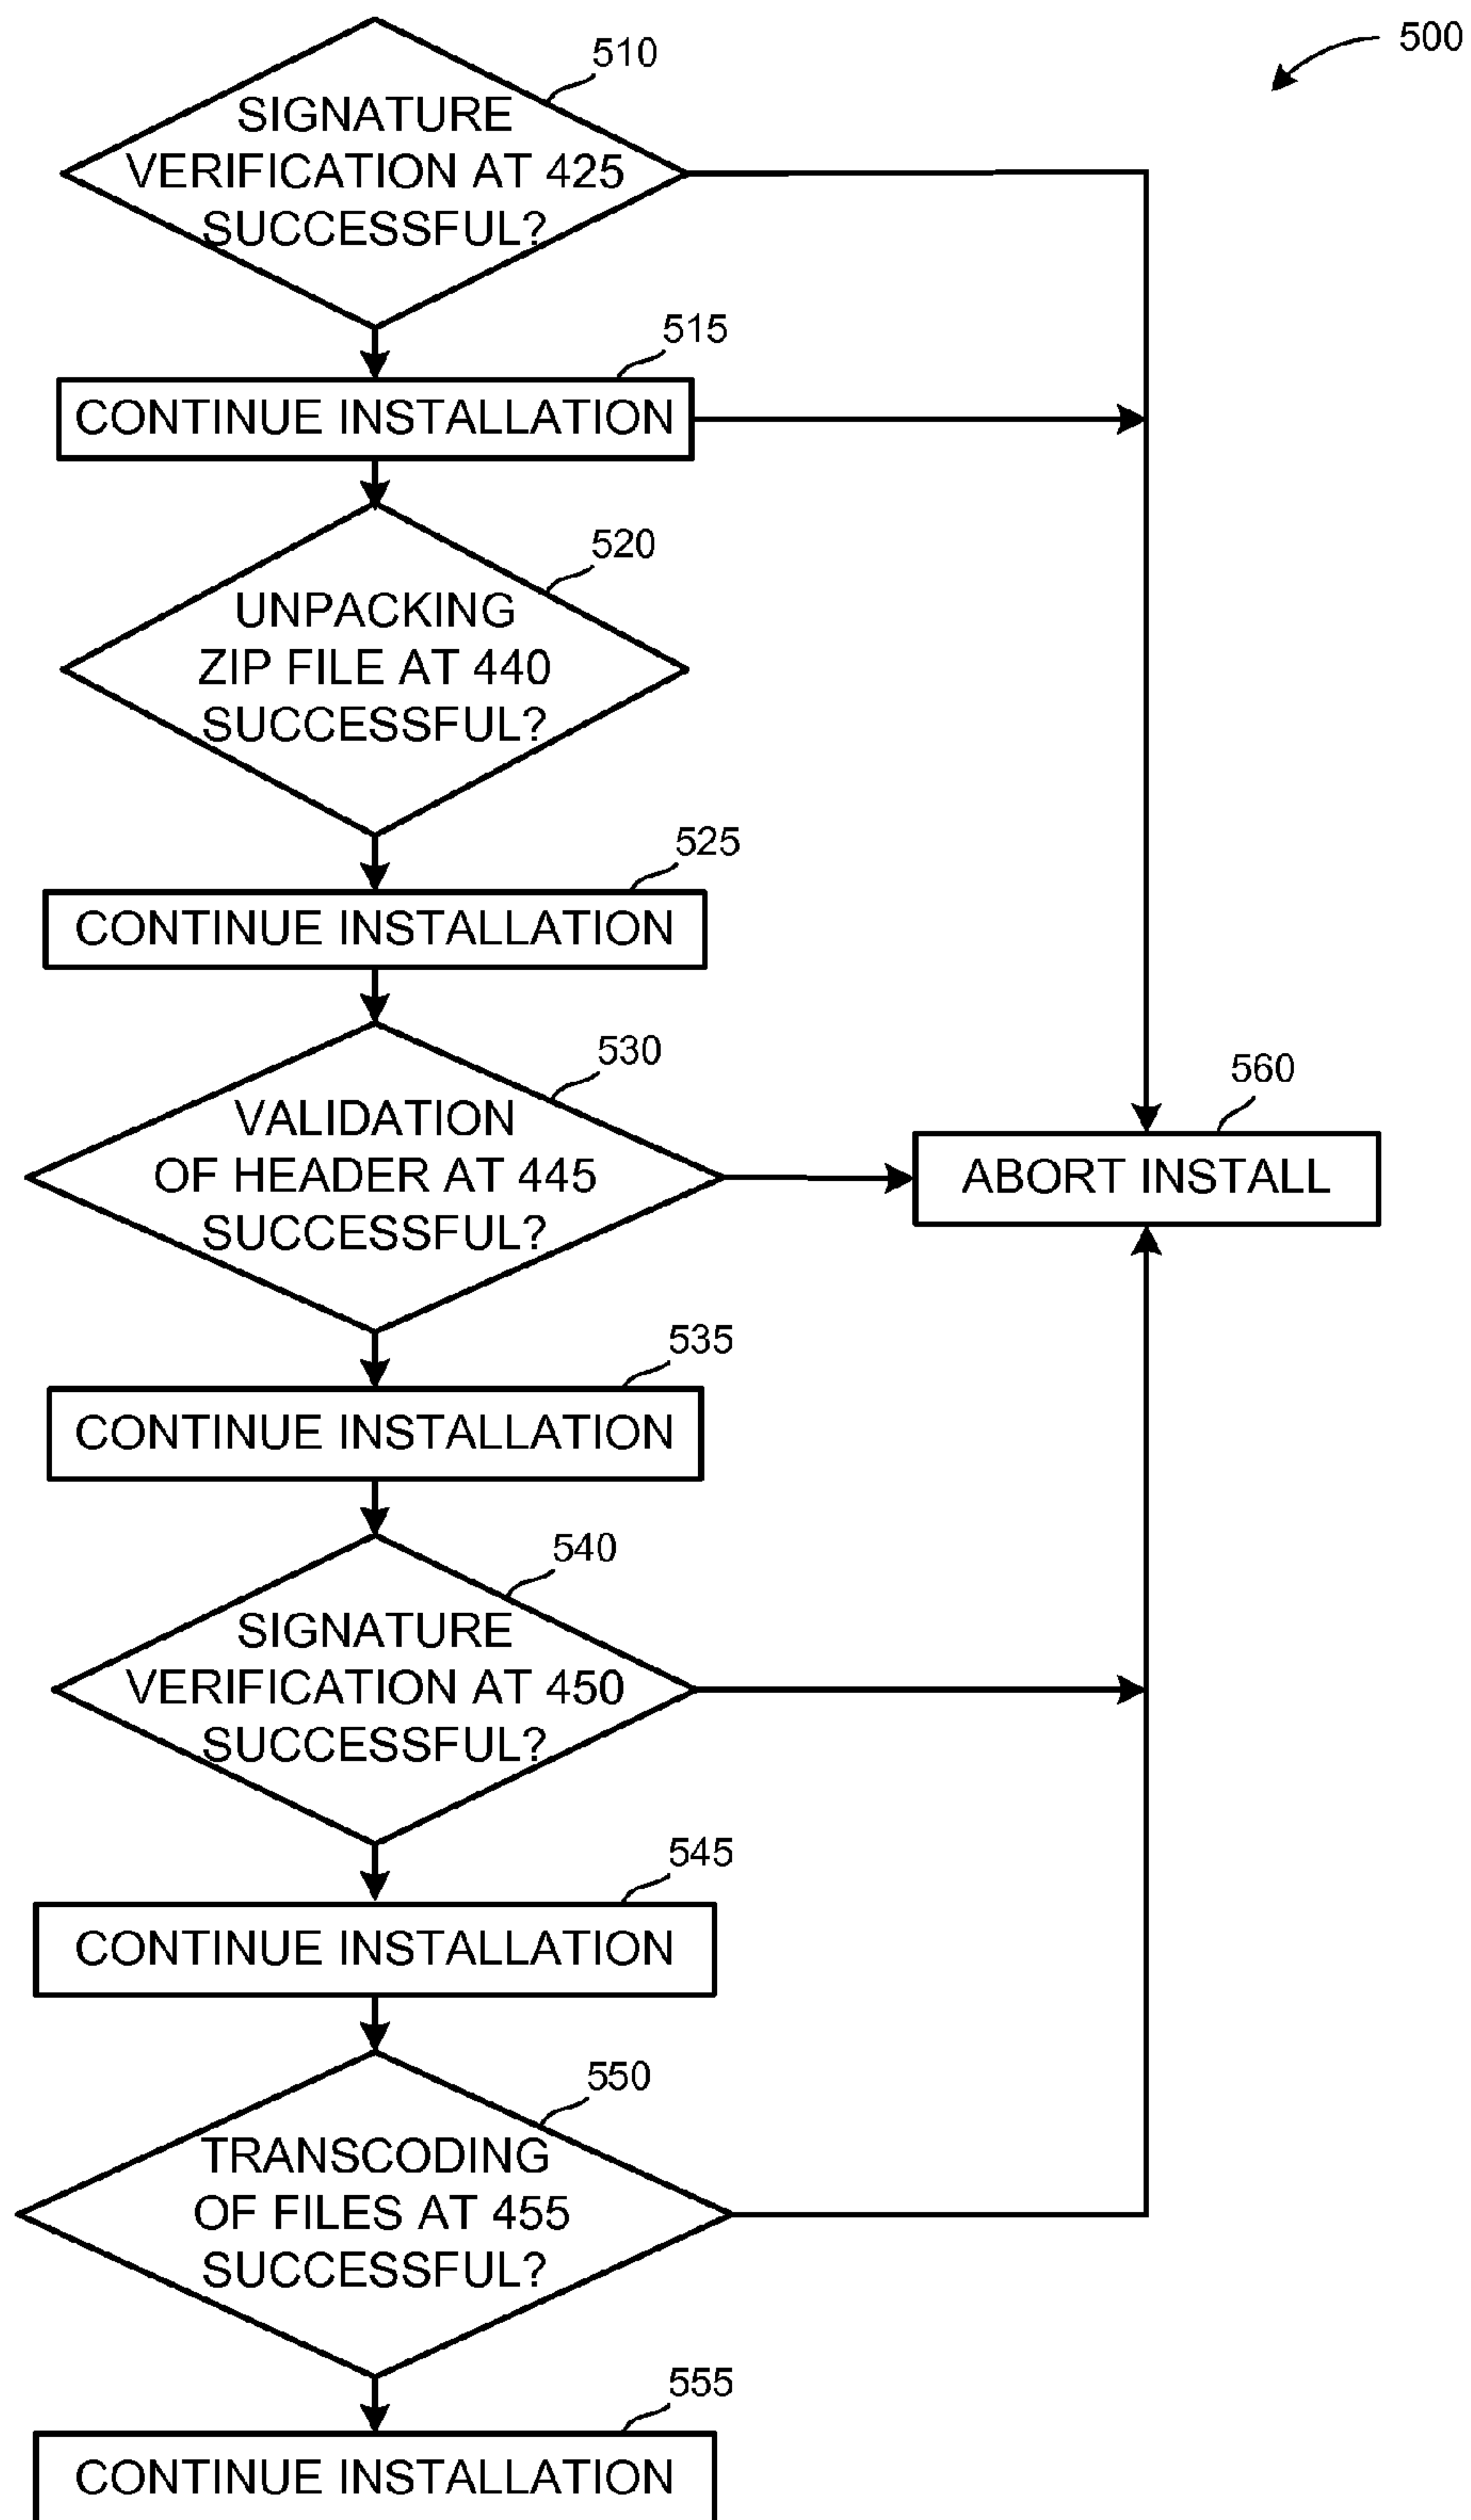 500
510
SIGNATURE
VERIFICATION AT 425
SUCCESSFUL?
515
CONTINUE INSTALLATION
520
UNPACKING
ZIP FILE AT 440
SUCCESSFUL?
525
CONTINUE INSTALLATION
530
VALIDATION
OF HEADER AT 445
SUCCESSFUL?
560
ABORT INSTALL
535
CONTINUE INSTALLATION
540
SIGNATURE
VERIFICATION AT 450
SUCCESSFUL?
545
CONTINUE INSTALLATION
550
TRANSCODING
OF FILES AT 455
SUCCESSFUL?
555
CONTINUE INSTALLATION